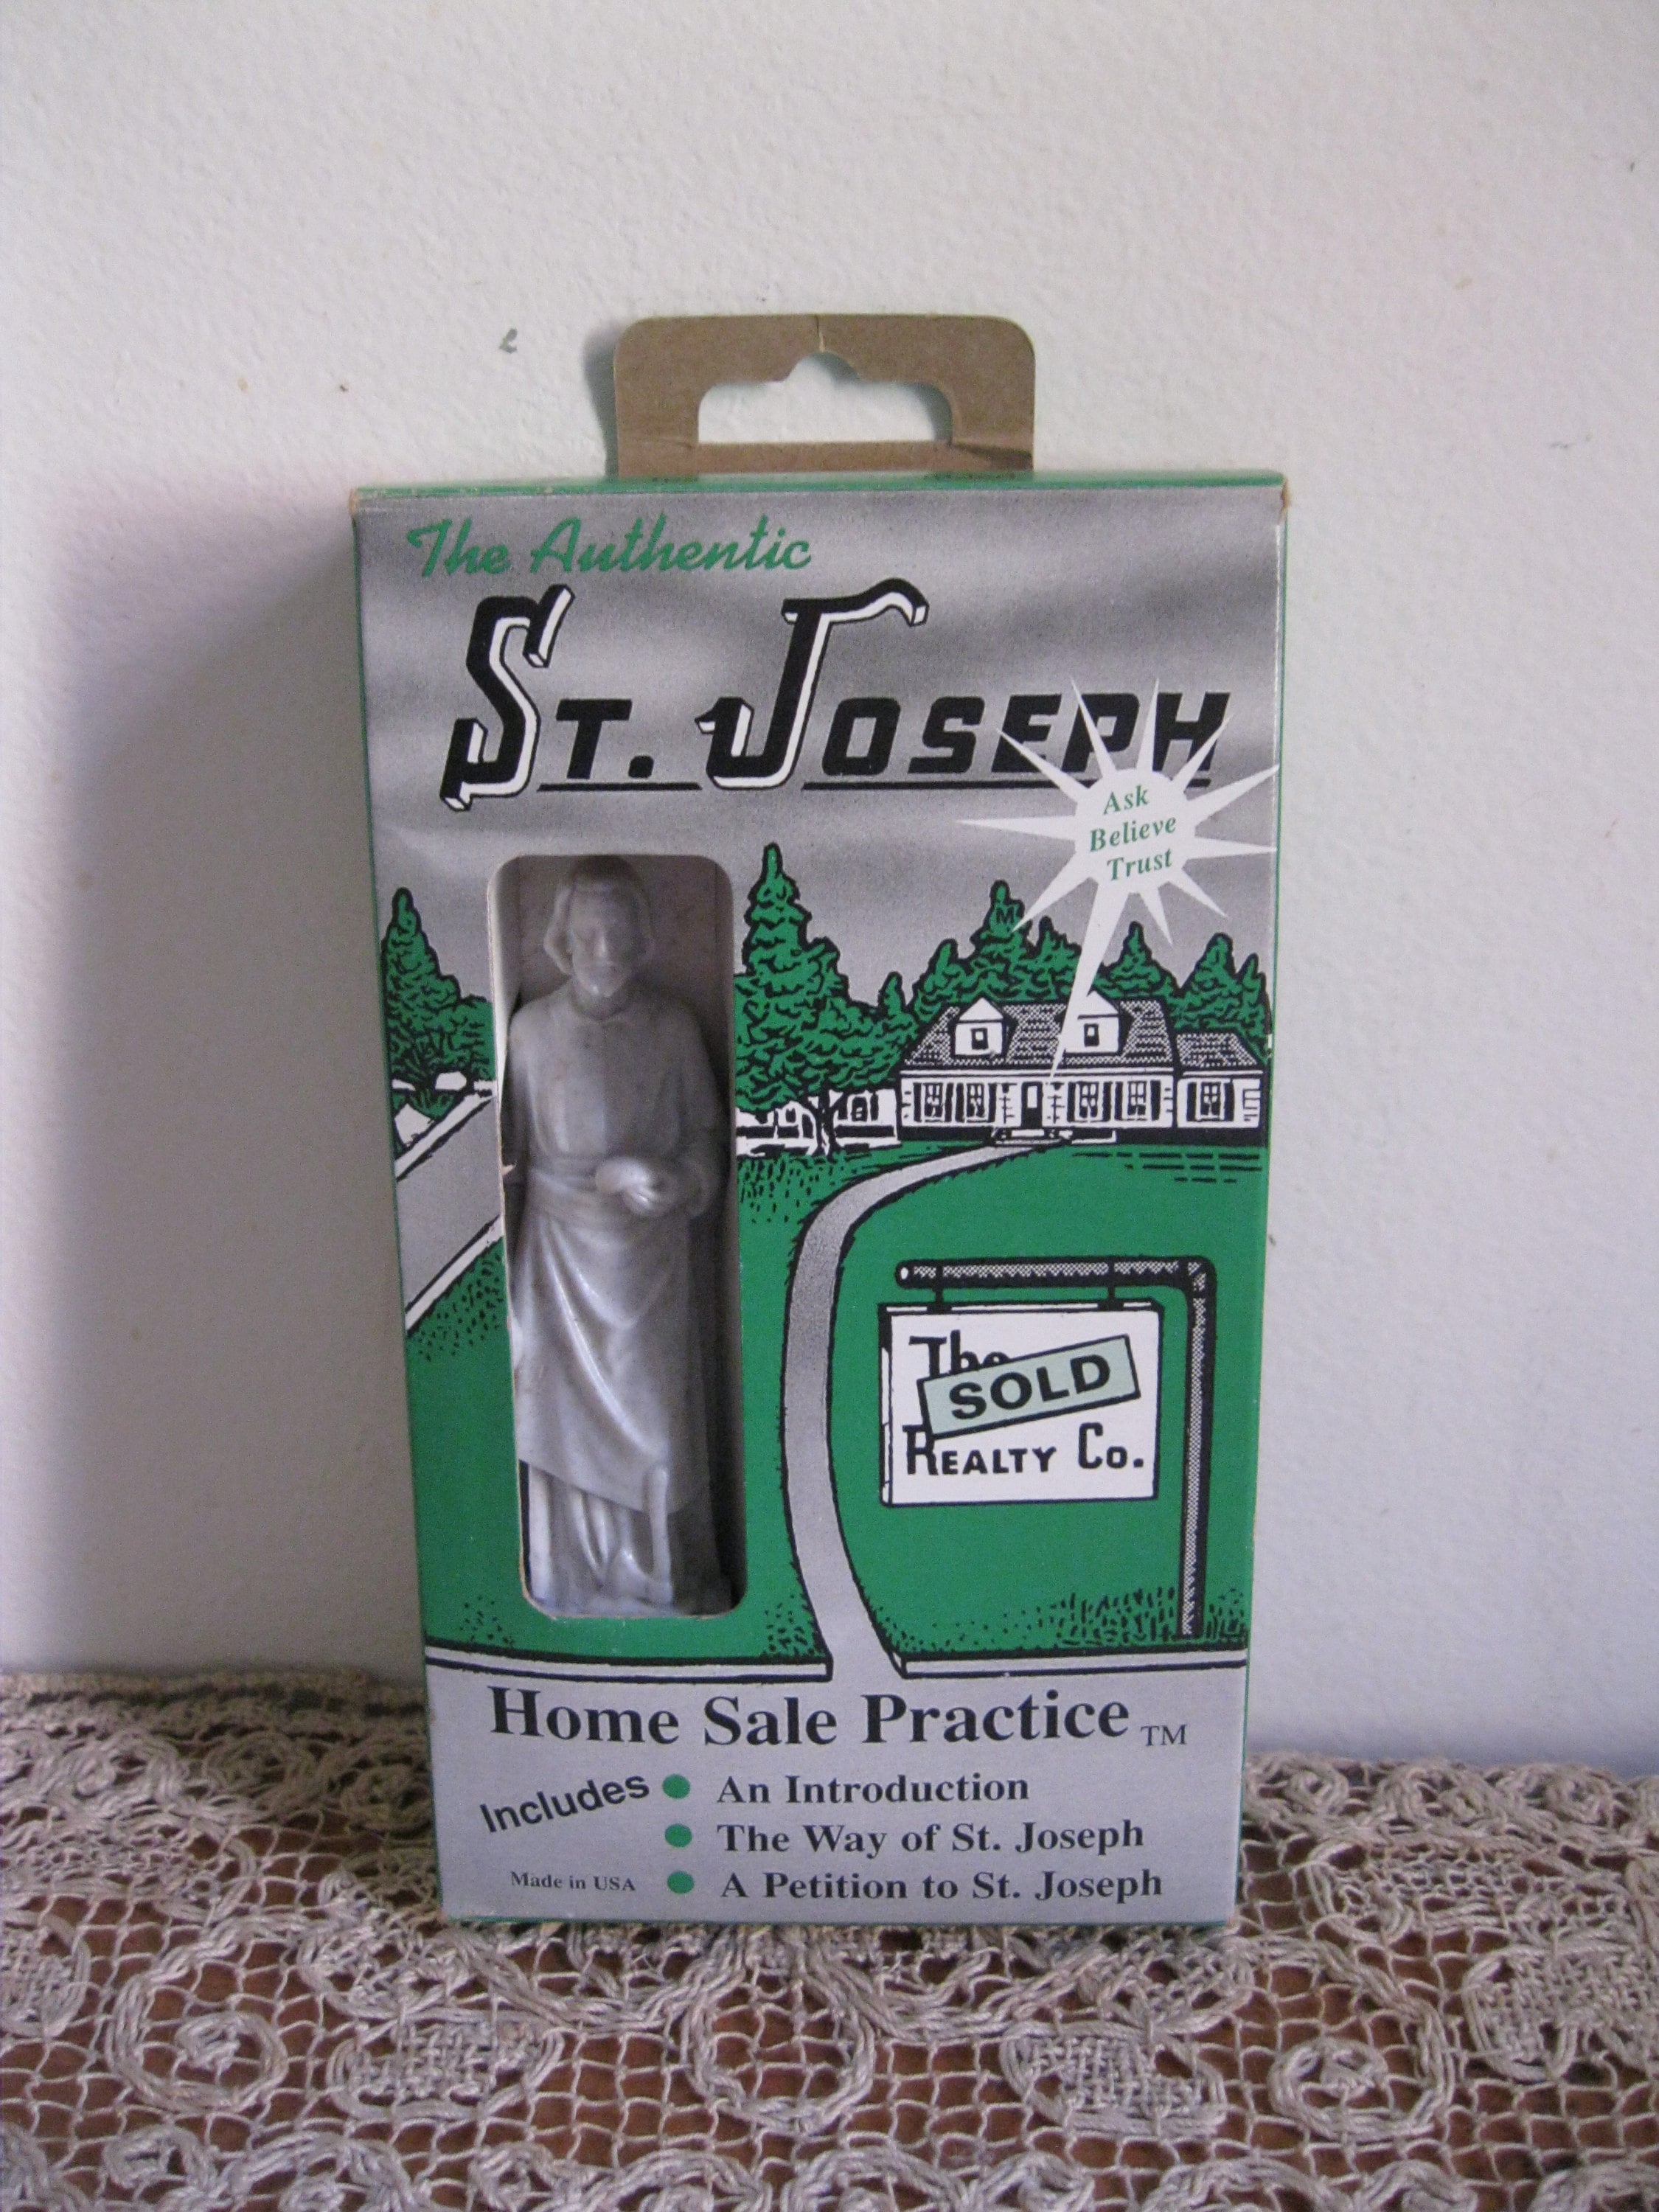 The Authentic
St. Joseph
Ask
Believe
Trust
M
The
SOLD
Realty Co.
Home Sale Practice TM
Includes
• An Introduction
• The Way of St. Joseph
Made in USA
• A Petition to St. Joseph